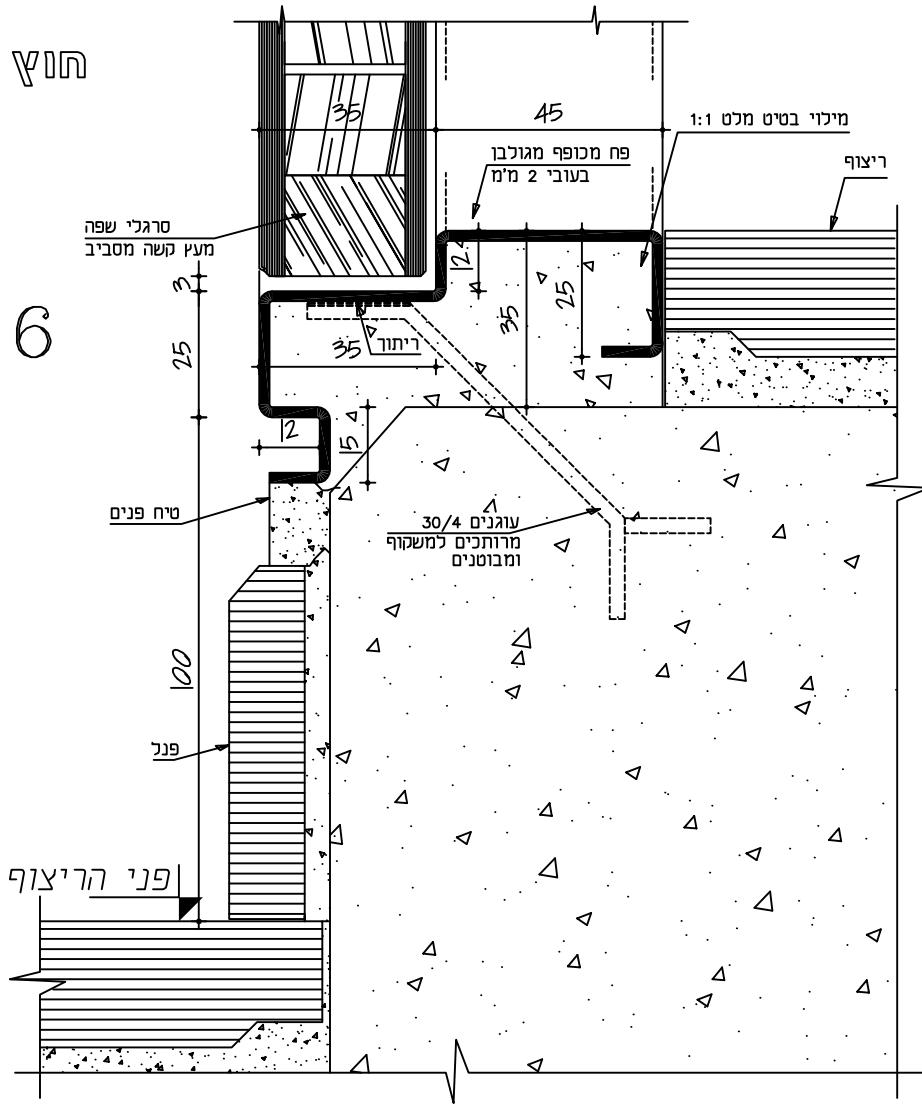 חוץ
35
45
מילוי בטיט מלט 1:1
פח מכופף מגולבן
בעובי 2 מ'מ
ריצוף
סרגלי שפה
מעץ קשה מסביב
12
3
6
25
35
25
ריתוך
35
12
15
טיח פנים
עוגנים 30/4
מרותכים למשקוף
ומבוטנים
100
פנל
פני הריצוף